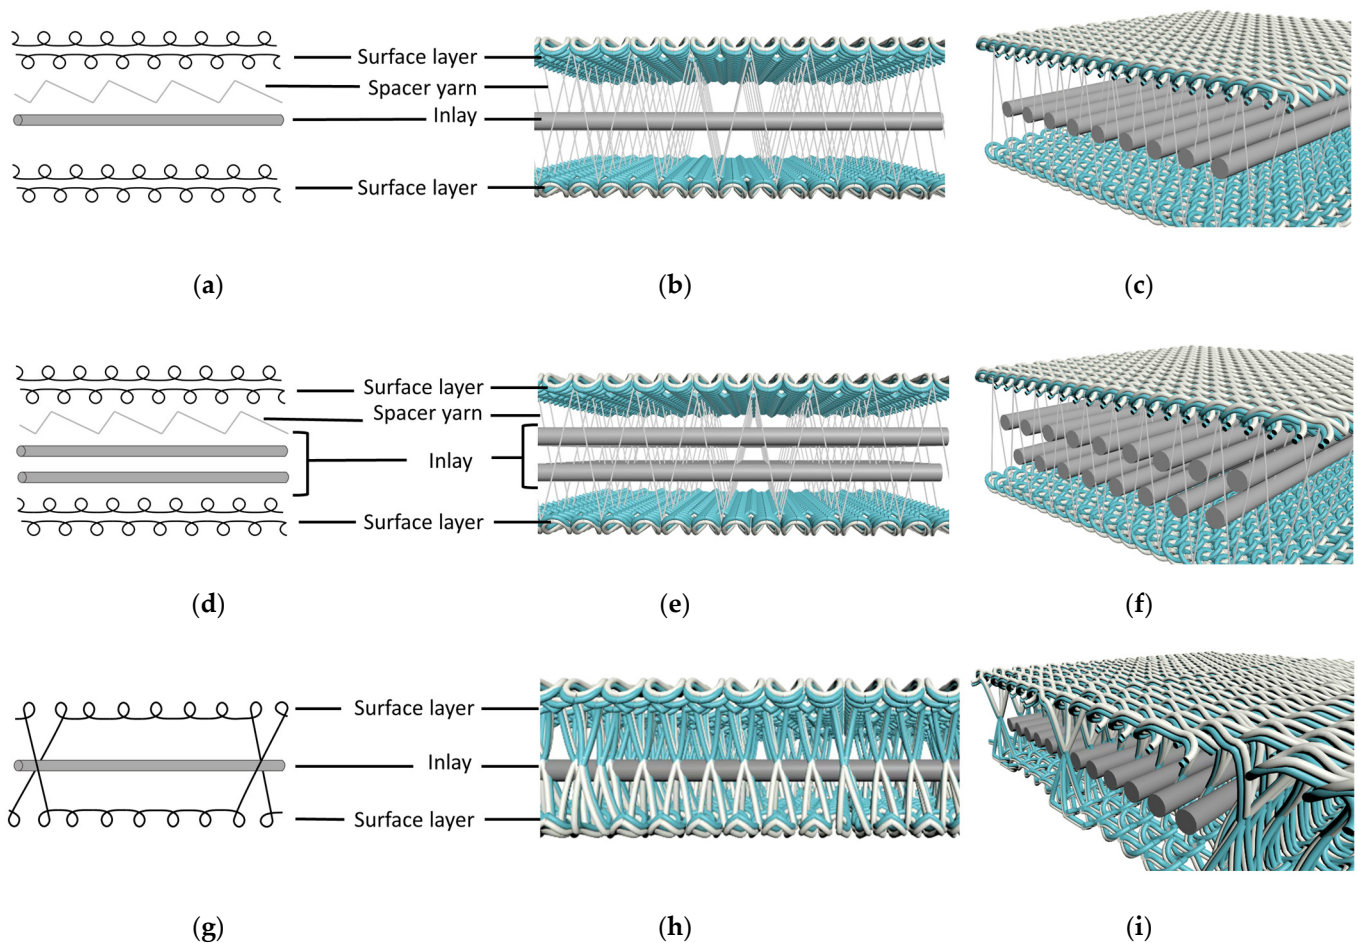 Surface layer
Spacer yarn
Inlay
Surface layer
(a)
(b)
(c)
Surface layer
Spacer yarn
Inlay
Surface layer
(d)
(e)
(f)
Surface layer
Inlay
Surface layer
(g)
(h)
(i)